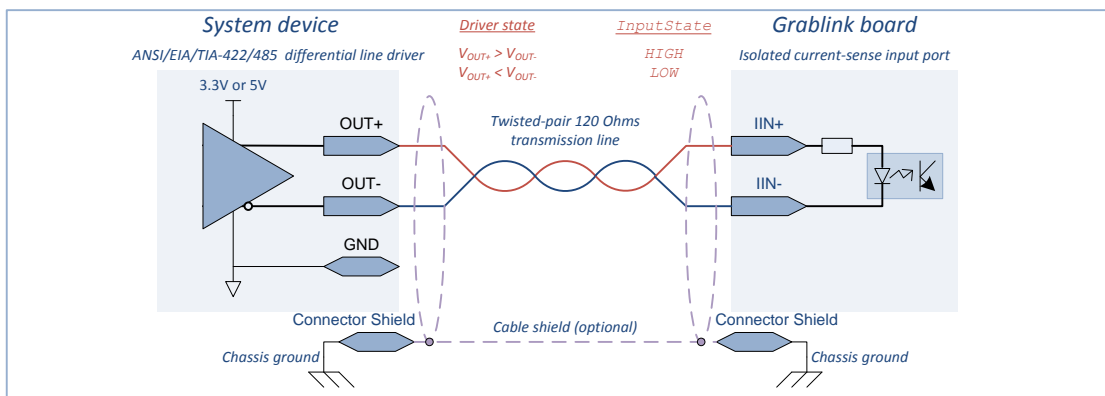 System device
Driver state
InputState
Grablink board
ANSI/EIA/TIA-422/485 differential line driver
VOUT+ > VOUT-
HIGH
Isolated current-sense input port
VOUT+ < VOUT-
LOW
3.3V or 5V
OUT+
Twisted-pair 120 Ohms
transmission line
IIN+
OUT-
IIN-
GND
Connector Shield
Cable shield (optional)
Connector Shield
Chassis ground
Chassis ground